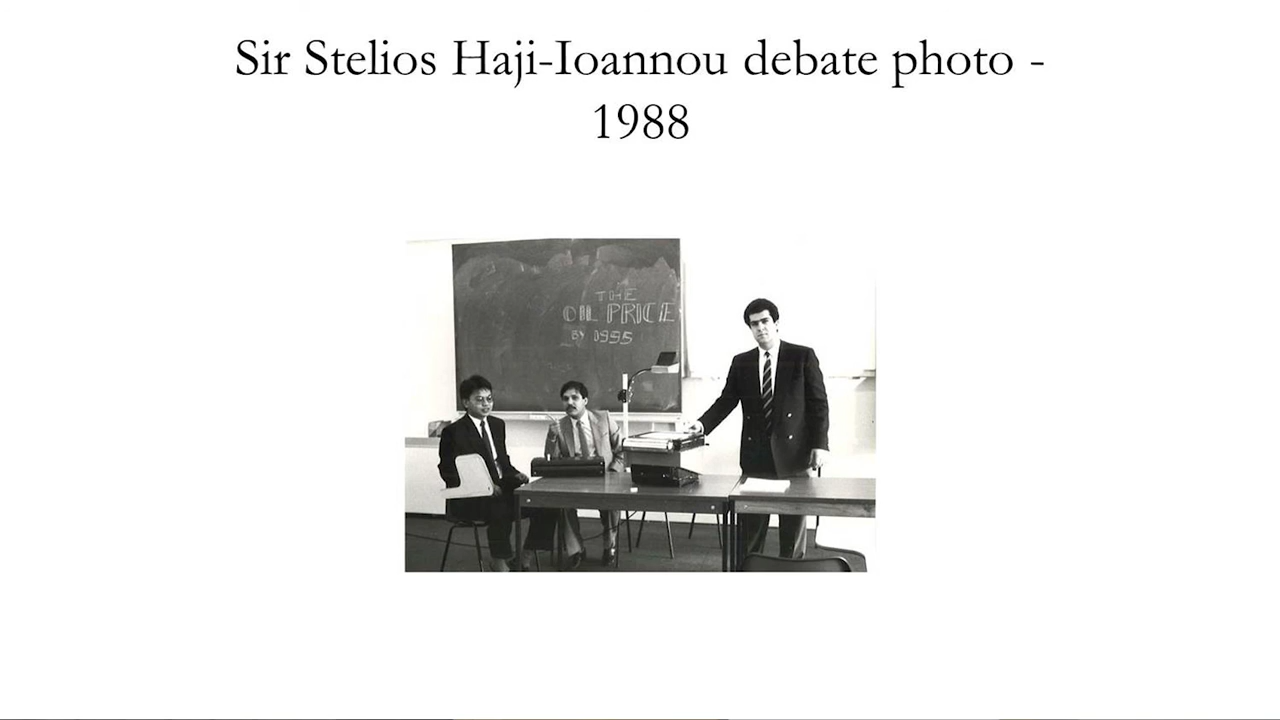 Sir Stelios Haji-Ioannou debate photo -
1988
THE
OIL PRICE
BY 1995